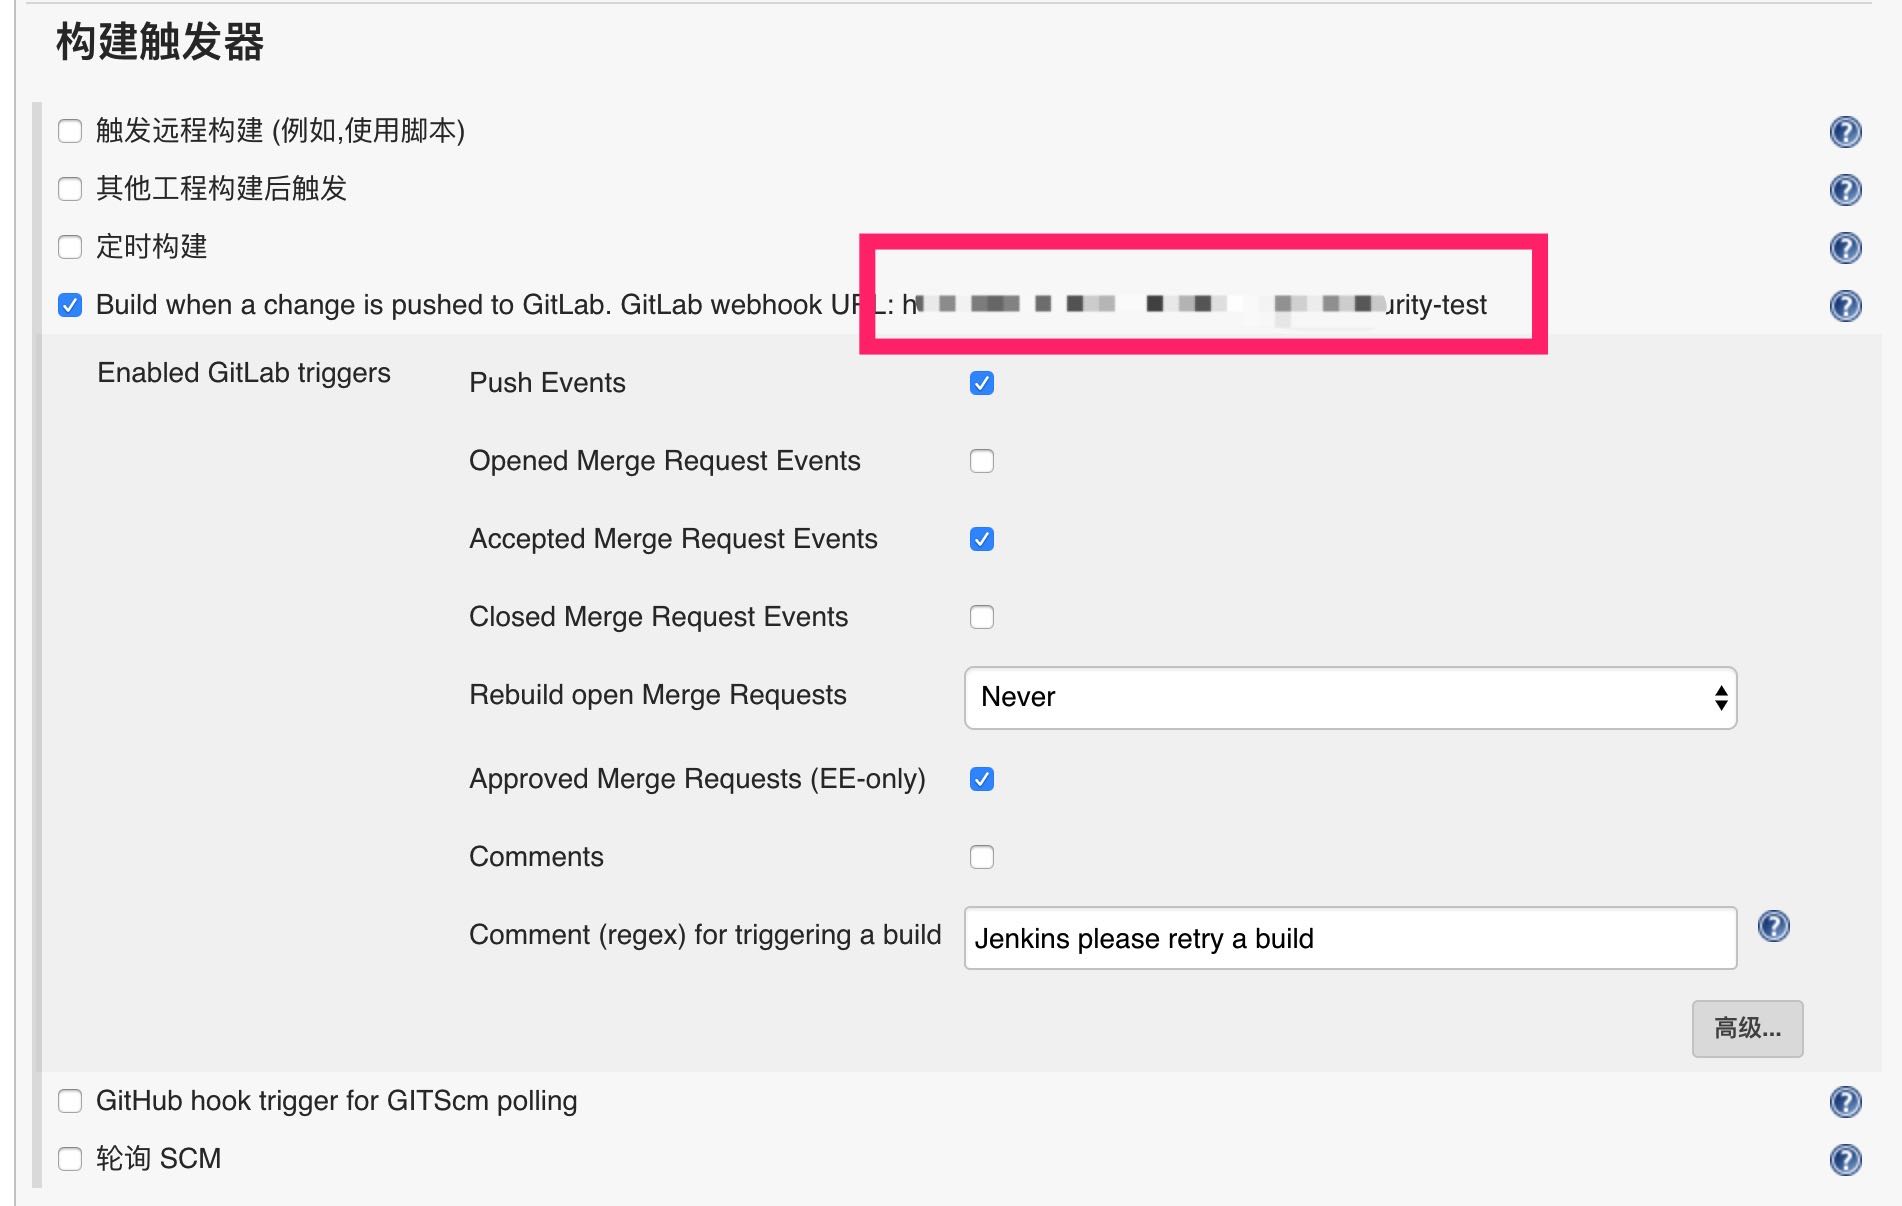 构建触发器
触发远程构建 (例如,使用脚本)
其他工程构建后触发
定时构建
Build when a change is pushed to GitLab. GitLab webhook URL:
Enabled GitLab triggers
Push Events
Opened Merge Request Events
Accepted Merge Request Events
Closed Merge Request Events
Rebuild open Merge Requests Never
Approved Merge Requests (EE-only)
Comments
Comment (regex) for triggering a build Jenkins please retry a build
高级...
GitHub hook trigger for GITScm polling
轮询 SCM